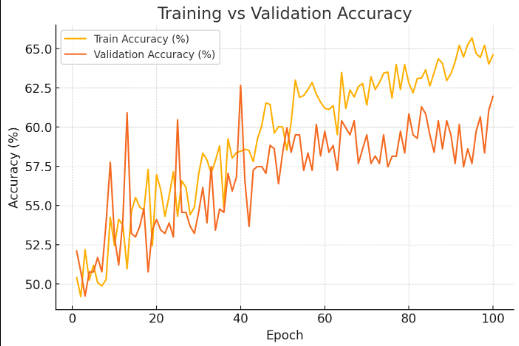 Training vs Validation Accuracy
Train Accuracy (%)
Validation Accuracy (%)
Accuracy (%)
65.0
62.5
60.0
57.5
55.0
52.5
50.0
0 20 40 60 80 100
Epoch